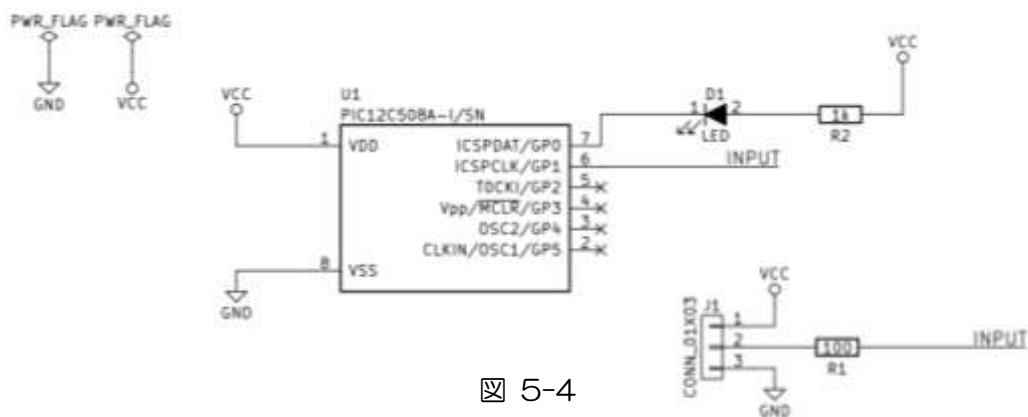 PWR_FLAG PWR_FLAG
GND
VCC
VCC
U1
PIC12C508A-I/SN
1 VDD
8 VSS
GND
ICSPDAT/GP0 7
ICSPCLK/GP1 6
T0CKI/GP2 5
Vpp/MCLR/GP3 4
OSC2/GP4 3
CLKIN/OSC1/GP5 2
INPUT
D1
1 2
LED
1k
R2
VCC
CONN_01X03
J1
1
2
3
VCC
100
R1
INPUT
GND
図 5-4